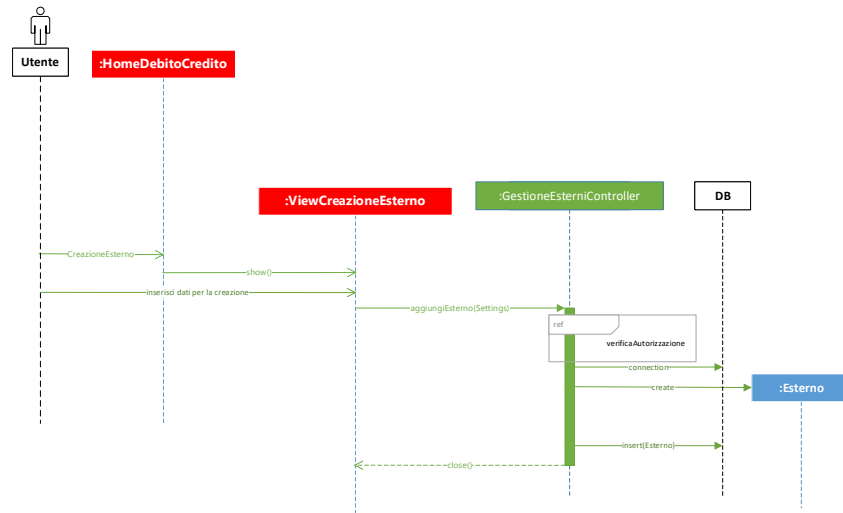 Utente
:HomeDebitoCredito
:ViewCreazioneEsterno
:GestioneEsterniController
DB
CreazioneEsterno
show()
inserisci dati per la creazione
aggiungiEsterno(Settings)
ref
verificaAutorizzazione
connection
create
:Esterno
insert(Esterno)
close()